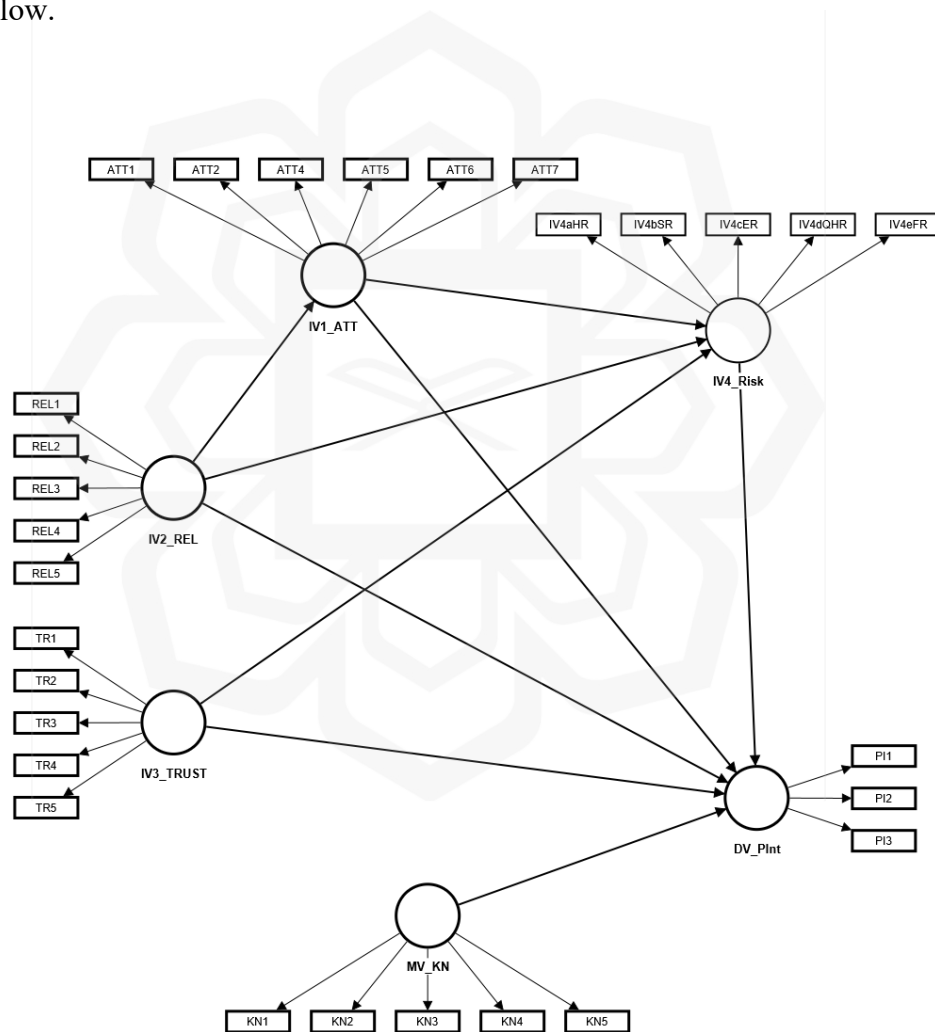 low.
ATT1 ATT2 ATT4 ATT5 ATT6 ATT7
IV4aHR IV4bSR IV4cER IV4dQHR IV4eFR
IV1_ATT
IV4_Risk
REL1
REL2
REL3
REL4
REL5
IV2_REL
TR1
TR2
TR3
TR4
TR5
IV3_TRUST
PI1
PI2
PI3
DV_PInt
MV_KN
KN1 KN2 KN3 KN4 KN5